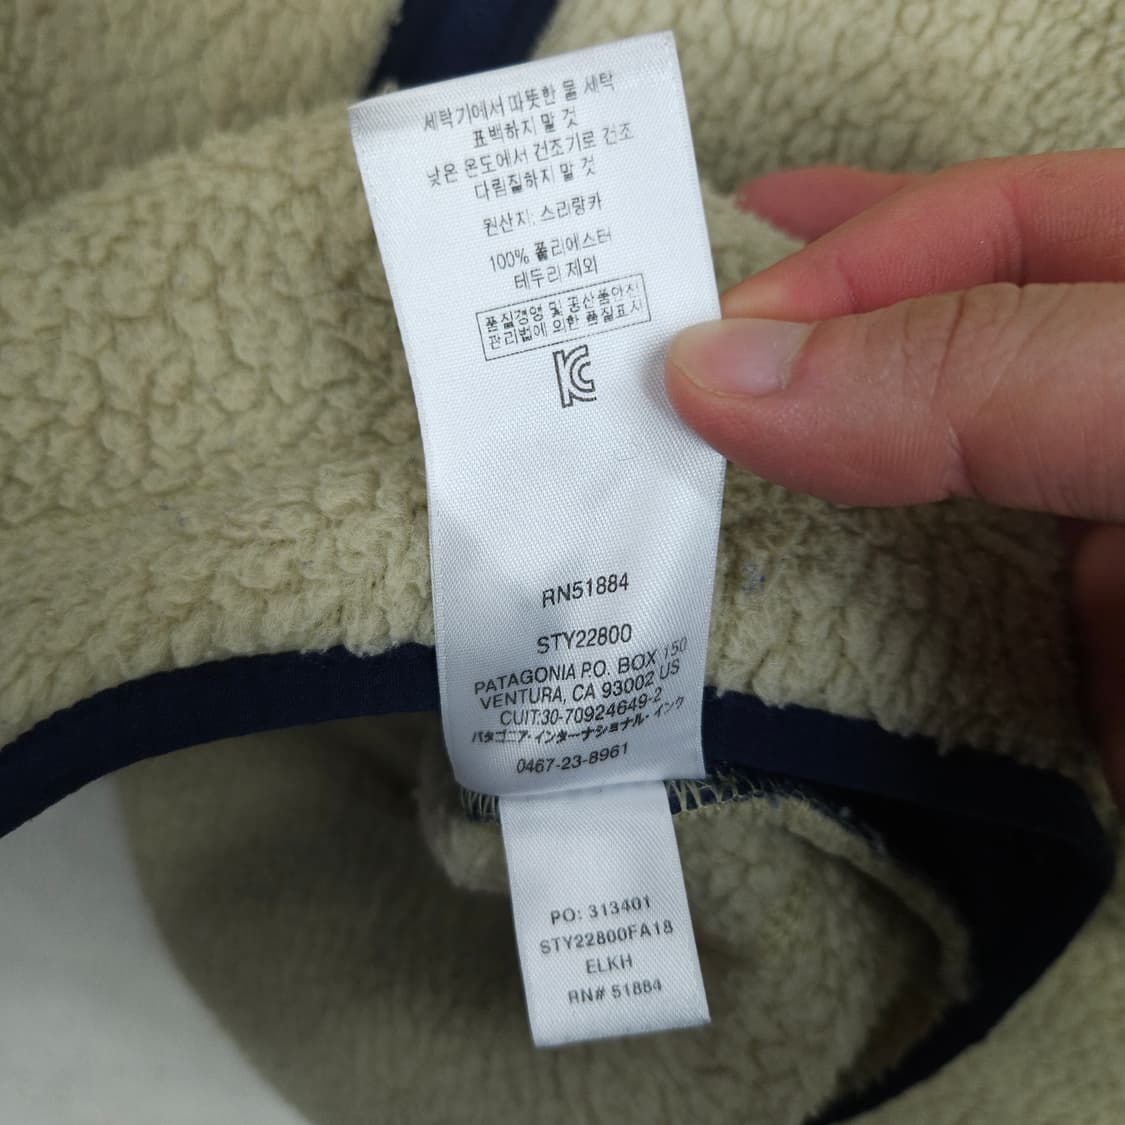 세탁기에서 따뜻한 물 세탁
표백하지 말 것
낮은 온도에서 건조기로 건조
다림질하지 말 것
원산지: 스리랑카
100% 폴리에스터
테두리 제외
품질경영 및 공산품안전
관리법에 의한 품질표시
KC
RN51884
STY22800
PATAGONIA P.O. BOX 150
VENTURA, CA 93002 US
CUIT:30-70924649-2
パタゴニア・インターナショナル・インク
0467-23-8961
PO: 313401
STY22800FA18
ELKH
RN# 51884